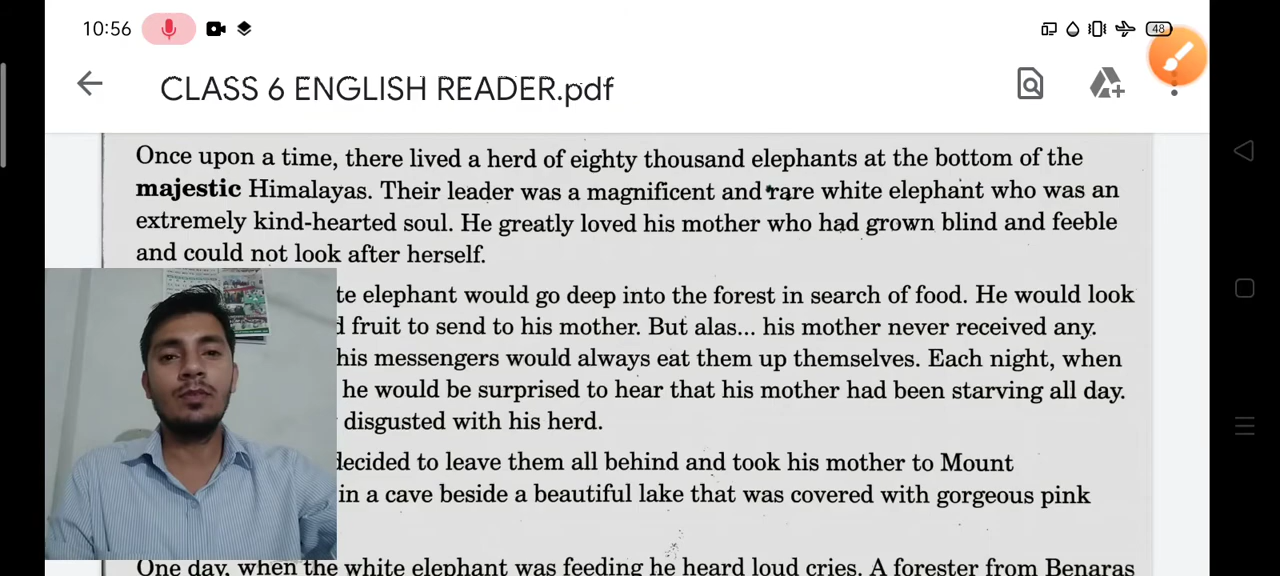 10:56
48
CLASS 6 ENGLISH READER.pdf
Once upon a time, there lived a herd of eighty thousand elephants at the bottom of the
majestic Himalayas. Their leader was a magnificent and rare white elephant who was an
extremely kind-hearted soul. He greatly loved his mother who had grown blind and feeble
and could not look after herself.
elephant would go deep into the forest in search of food. He would look
fruit to send to his mother. But alas... his mother never received any.
his messengers would always eat them up themselves. Each night, when
he would be surprised to hear that his mother had been starving all day.
disgusted with his herd.
decided to leave them all behind and took his mother to Mount
in a cave beside a beautiful lake that was covered with gorgeous pink
One day, when the white elephant was feeding he heard loud cries. A forester from Benaras